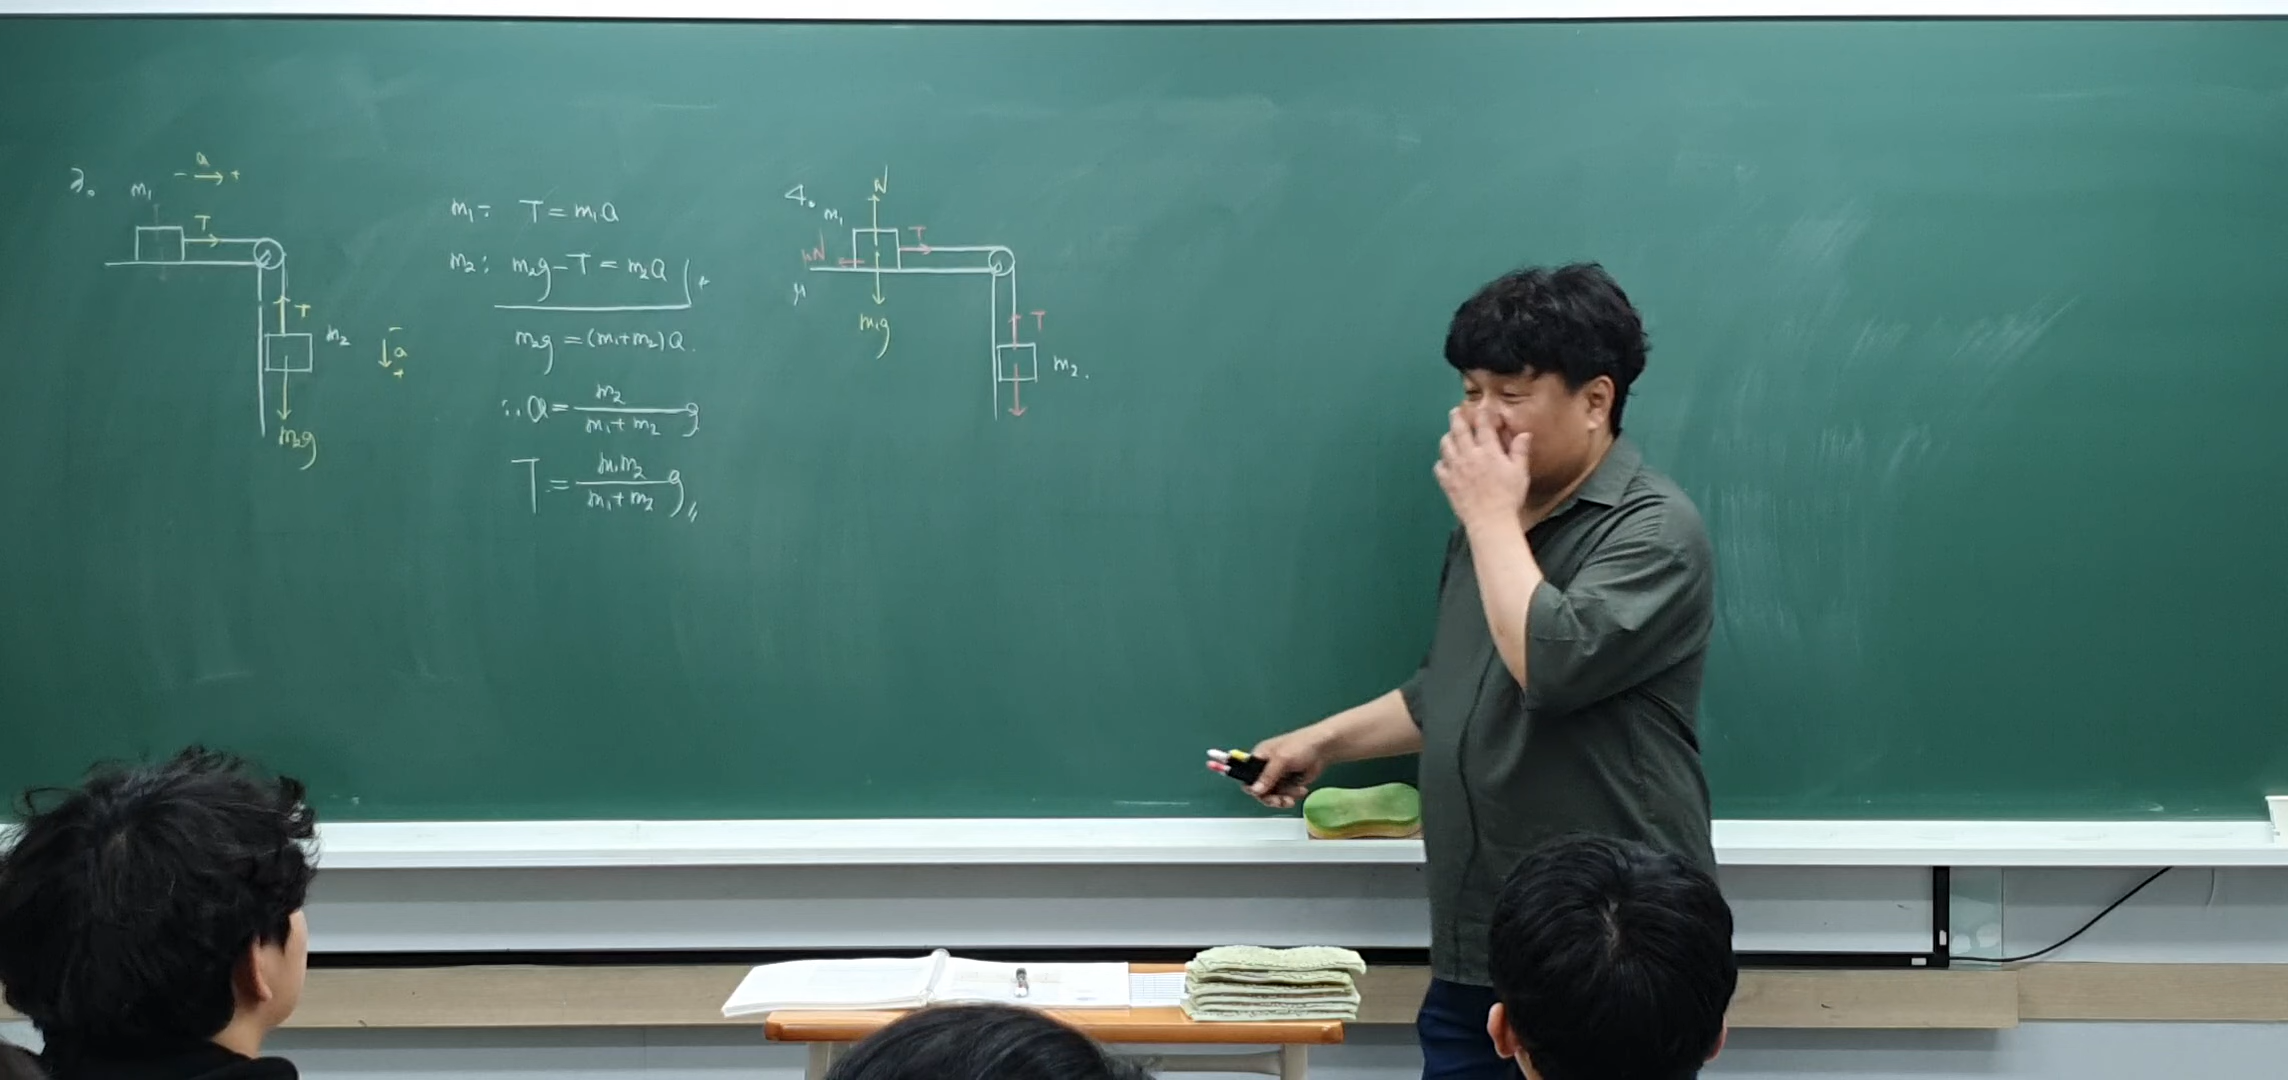 3.
m₁
- a +
T
T
m₂
- a +
m₂g
m₁: T = m₁a
m₂: m₂g - T = m₂a +
m₂g = (m₁+m₂)a.
∴ a = m₂/(m₁+m₂) g
T = m₁m₂/(m₁+m₂) g〃
4.
N
m₁
μN
T
μ
m₁g
T
m₂.